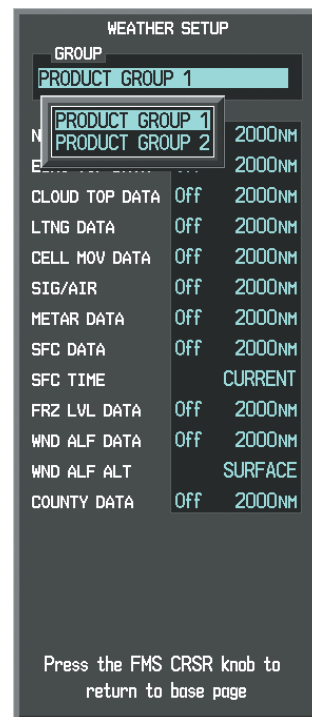 WEATHER SETUP
GROUP
PRODUCT GROUP 1
PRODUCT GROUP 1
PRODUCT GROUP 2
N 2000NM
2000NM
CLOUD TOP DATA Off 2000NM
LTNG DATA Off 2000NM
CELL MOV DATA Off 2000NM
SIG/AIR Off 2000NM
METAR DATA Off 2000NM
SFC DATA Off 2000NM
SFC TIME CURRENT
FRZ LVL DATA Off 2000NM
WND ALF DATA Off 2000NM
WND ALF ALT SURFACE
COUNTY DATA Off 2000NM
Press the FMS CRSR knob to
return to base page